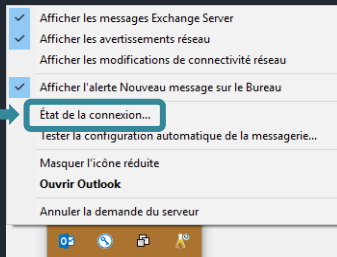 Afficher les messages Exchange Server
Afficher les avertissements réseau
Afficher les modifications de connectivité réseau
Afficher l'alerte Nouveau message sur le Bureau
État de la connexion...
Tester la configuration automatique de la messagerie...
Masquer l'icône réduite
Ouvrir Outlook
Annuler la demande du serveur